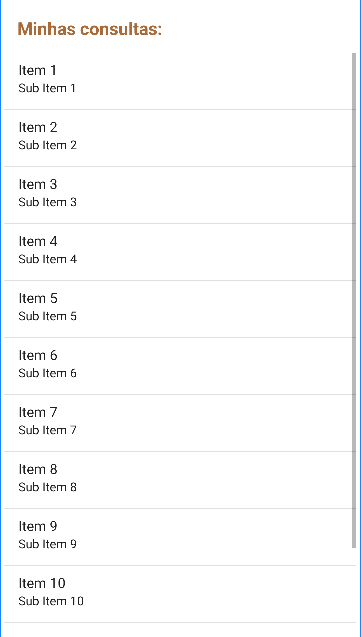 Minhas consultas:
Item 1
Sub Item 1
Item 2
Sub Item 2
Item 3
Sub Item 3
Item 4
Sub Item 4
Item 5
Sub Item 5
Item 6
Sub Item 6
Item 7
Sub Item 7
Item 8
Sub Item 8
Item 9
Sub Item 9
Item 10
Sub Item 10